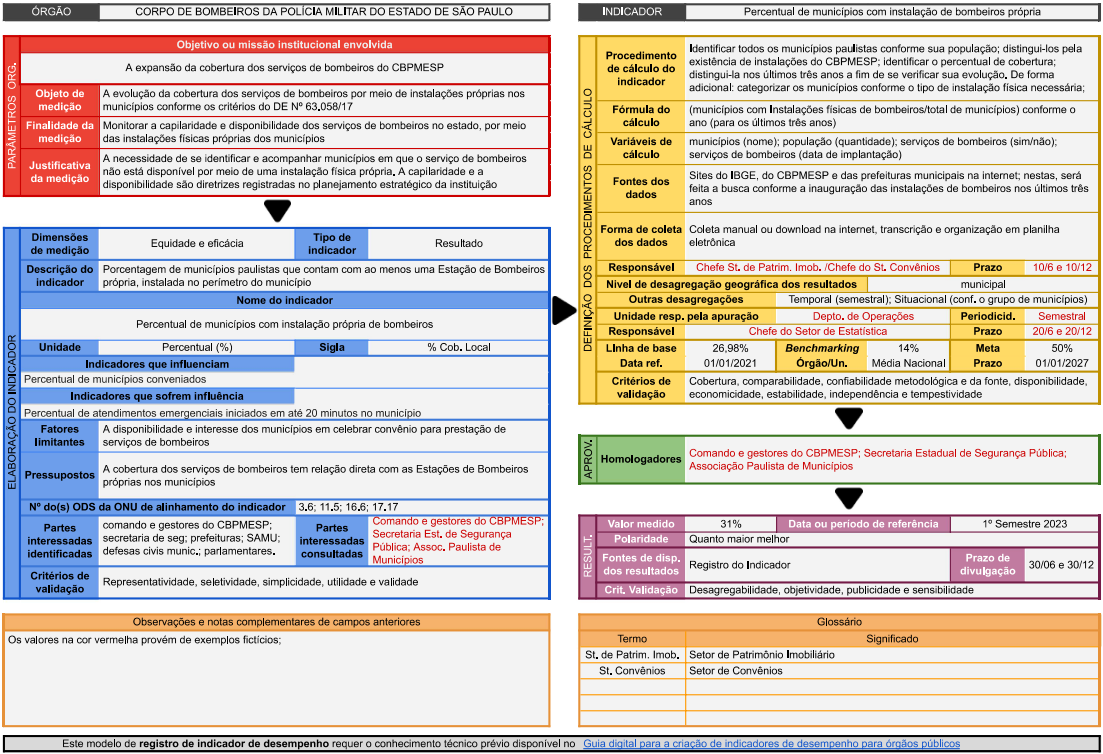 ÓRGÃO CORPO DE BOMBEIROS DA POLÍCIA MILITAR DO ESTADO DE SÃO PAULO
PARÂMETROS ORG.
Objetivo ou missão institucional envolvida
A expansão da cobertura dos serviços de bombeiros do CBPMESP
Objeto de medição
A evolução da cobertura dos serviços de bombeiros por meio de instalações próprias nos
municípios conforme os critérios do DE Nº 63.058/17
Finalidade da medição
Monitorar a capilaridade e disponibilidade dos serviços de bombeiros no estado, por meio
das instalações físicas próprias dos municípios
Justificativa da medição
A necessidade de se identificar e acompanhar municípios em que o serviço de bombeiros
não está disponível por meio de uma instalação física própria. A capilaridade e a
disponibilidade são diretrizes registradas no planejamento estratégico da instituição
ELABORAÇÃO DO INDICADOR
Dimensões de medição
Equidade e eficácia
Tipo de indicador
Resultado
Descrição do indicador
Porcentagem de municípios paulistas que contam com ao menos uma Estação de Bombeiros
própria, instalada no perímetro do município
Nome do indicador
Percentual de municípios com instalação própria de bombeiros
Unidade Percentual (%) Sigla % Cob. Local
Indicadores que influenciam
Percentual de municípios conveniados
Indicadores que sofrem influência
Percentual de atendimentos emergenciais iniciados em até 20 minutos no município
Fatores limitantes
A disponibilidade e interesse dos municípios em celebrar convênio para prestação de
serviços de bombeiros
Pressupostos
A cobertura dos serviços de bombeiros tem relação direta com as Estações de Bombeiros
próprias nos municípios
Nº do(s) ODS da ONU de alinhamento do indicador 3.6; 11.5; 16.6; 17.17
Partes interessadas identificadas
comando e gestores do CBPMESP;
secretaria de seg; prefeituras; SAMU;
defesas civis munic.; parlamentares.
Partes interessadas consultadas
Comando e gestores do CBPMESP;
Secretaria Est. de Segurança
Pública; Assoc. Paulista de
Municípios
Critérios de validação
Representatividade, seletividade, simplicidade, utilidade e validade
Observações e notas complementares de campos anteriores
Os valores na cor vermelha provém de exemplos fictícios;
INDICADOR Percentual de municípios com instalação de bombeiros própria
DEFINIÇÃO DOS PROCEDIMENTOS DE CÁLCULO
Procedimento de cálculo do indicador
Identificar todos os municípios paulistas conforme sua população; distingui-los pela
existência de instalações do CBPMESP; identificar o percentual de cobertura;
distingui-la nos últimos três anos a fim de se verificar sua evolução. De forma
adicional: categorizar os municípios conforme o tipo de instalação física necessária;
Fórmula do cálculo
(municípios com Instalações físicas de bombeiros/total de municípios) conforme o
ano (para os últimos três anos)
Variáveis de cálculo
municípios (nome); população (quantidade); serviços de bombeiros (sim/não);
serviços de bombeiros (data de implantação)
Fontes dos dados
Sites do IBGE, do CBPMESP e das prefeituras municipais na internet; nestas, será
feita a busca conforme a inauguração das instalações de bombeiros nos últimos três
anos
Forma de coleta dos dados
Coleta manual ou download na internet, transcrição e organização em planilha
eletrônica
Responsável Chefe St. de Patrim. Imob. /Chefe do St. Convênios Prazo 10/6 e 10/12
Nivel de desagregação geográfica dos resultados municipal
Outras desagregações Temporal (semestral); Situacional (conf. o grupo de municípios)
Unidade resp. pela apuração Depto. de Operações Periodicid. Semestral
Responsável Chefe do Setor de Estatística Prazo 20/6 e 20/12
LInha de base 26,98% Benchmarking 14% Meta 50%
Data ref. 01/01/2021 Órgão/Un. Média Nacional Prazo 01/01/2027
Critérios de validação
Cobertura, comparabilidade, confiabilidade metodológica e da fonte, disponibilidade,
economicidade, estabilidade, independência e tempestividade
APROV.
Homologadores
Comando e gestores do CBPMESP; Secretaria Estadual de Segurança Pública;
Associação Paulista de Municípios
RESULT.
Valor medido 31% Data ou período de referência 1º Semestre 2023
Polaridade Quanto maior melhor
Fontes de disp. dos resultados
Registro do Indicador
Prazo de divulgação
30/06 e 30/12
Crit. Validação Desagregabilidade, objetividade, publicidade e sensibilidade
Glossário
Termo Significado
St. de Patrim. Imob. Setor de Patrimônio Imobiliário
St. Convênios Setor de Convênios
Este modelo de registro de indicador de desempenho requer o conhecimento técnico prévio disponível no Guia digital para a criação de indicadores de desempenho para órgãos públicos